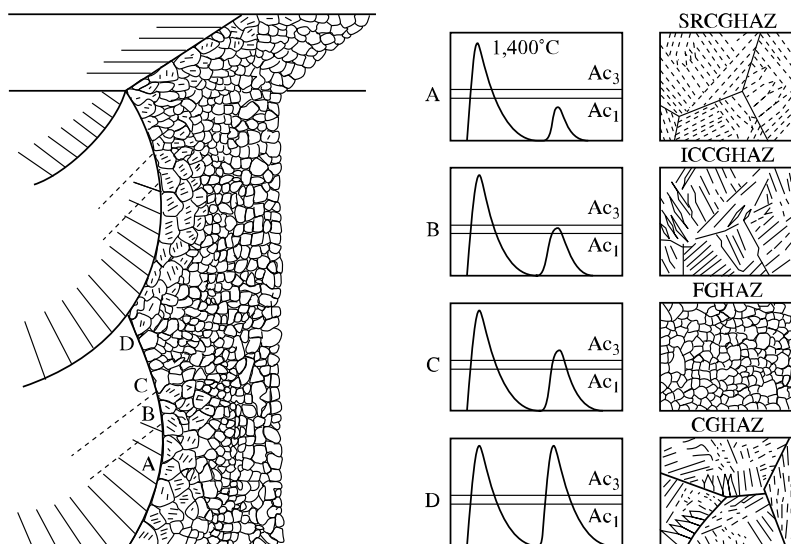 SRCGHAZ
1,400°C
Ac3
A
Ac1
ICCGHAZ
Ac3
B
Ac1
FGHAZ
D
Ac3
C
C
Ac1
B
CGHAZ
A
Ac3
D
Ac1